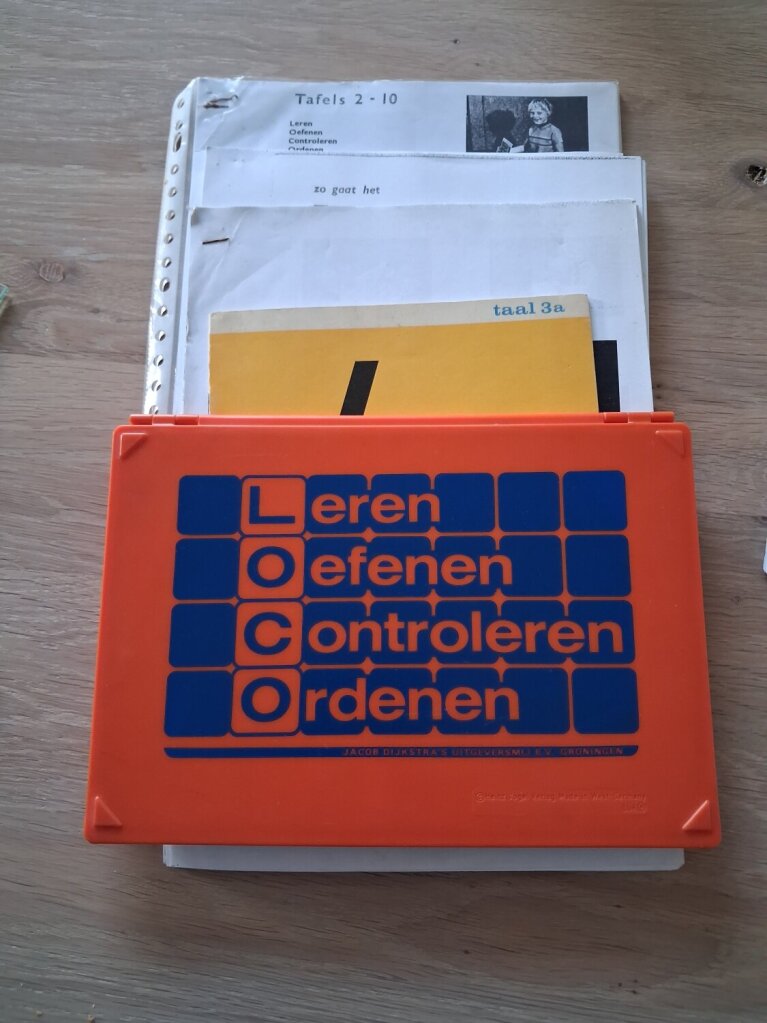 Tafels 2 - 10
Leren
Oefenen
Controleren
Ordenen
zo gaat het
taal 3a
Leren
Oefenen
Controleren
Ordenen
JACOB DIJKSTRA'S UITGEVERSMIJ B.V. GRONINGEN